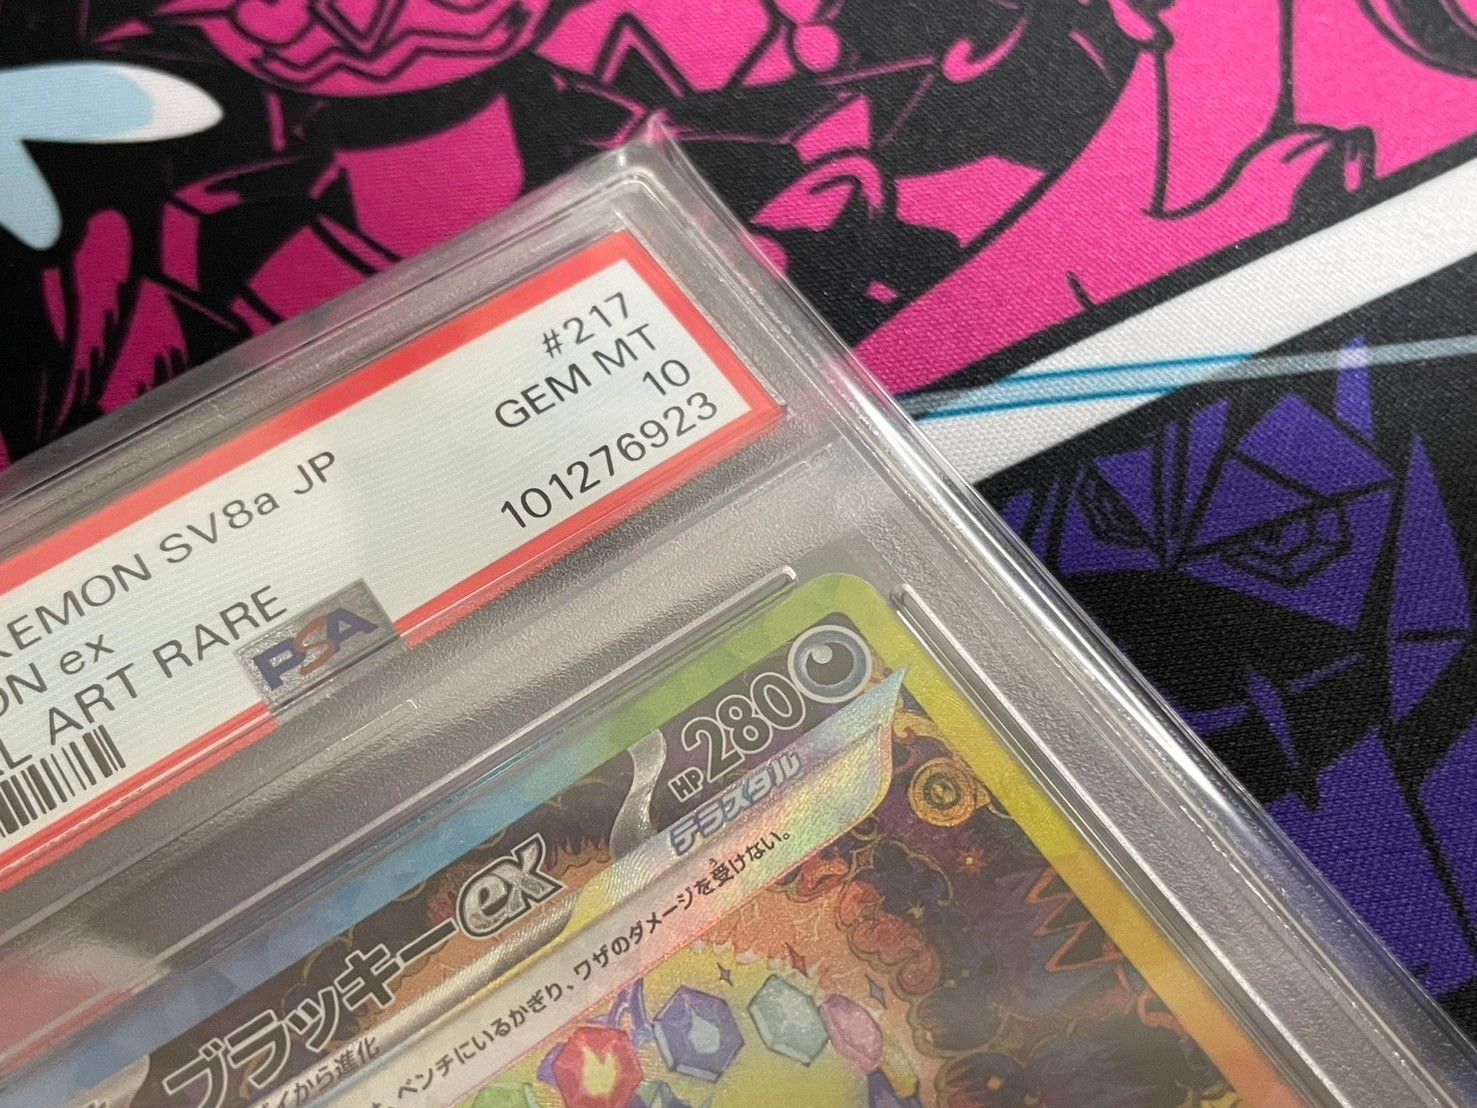 #217
GEM MT
10
101276923
KEMON SV8a JP
ON ex
L ART RARE
PSA
HP280
テラスタル
ブラッキーex
イから進化
ベンチにいるかぎり、ワザのダメージを受けない。